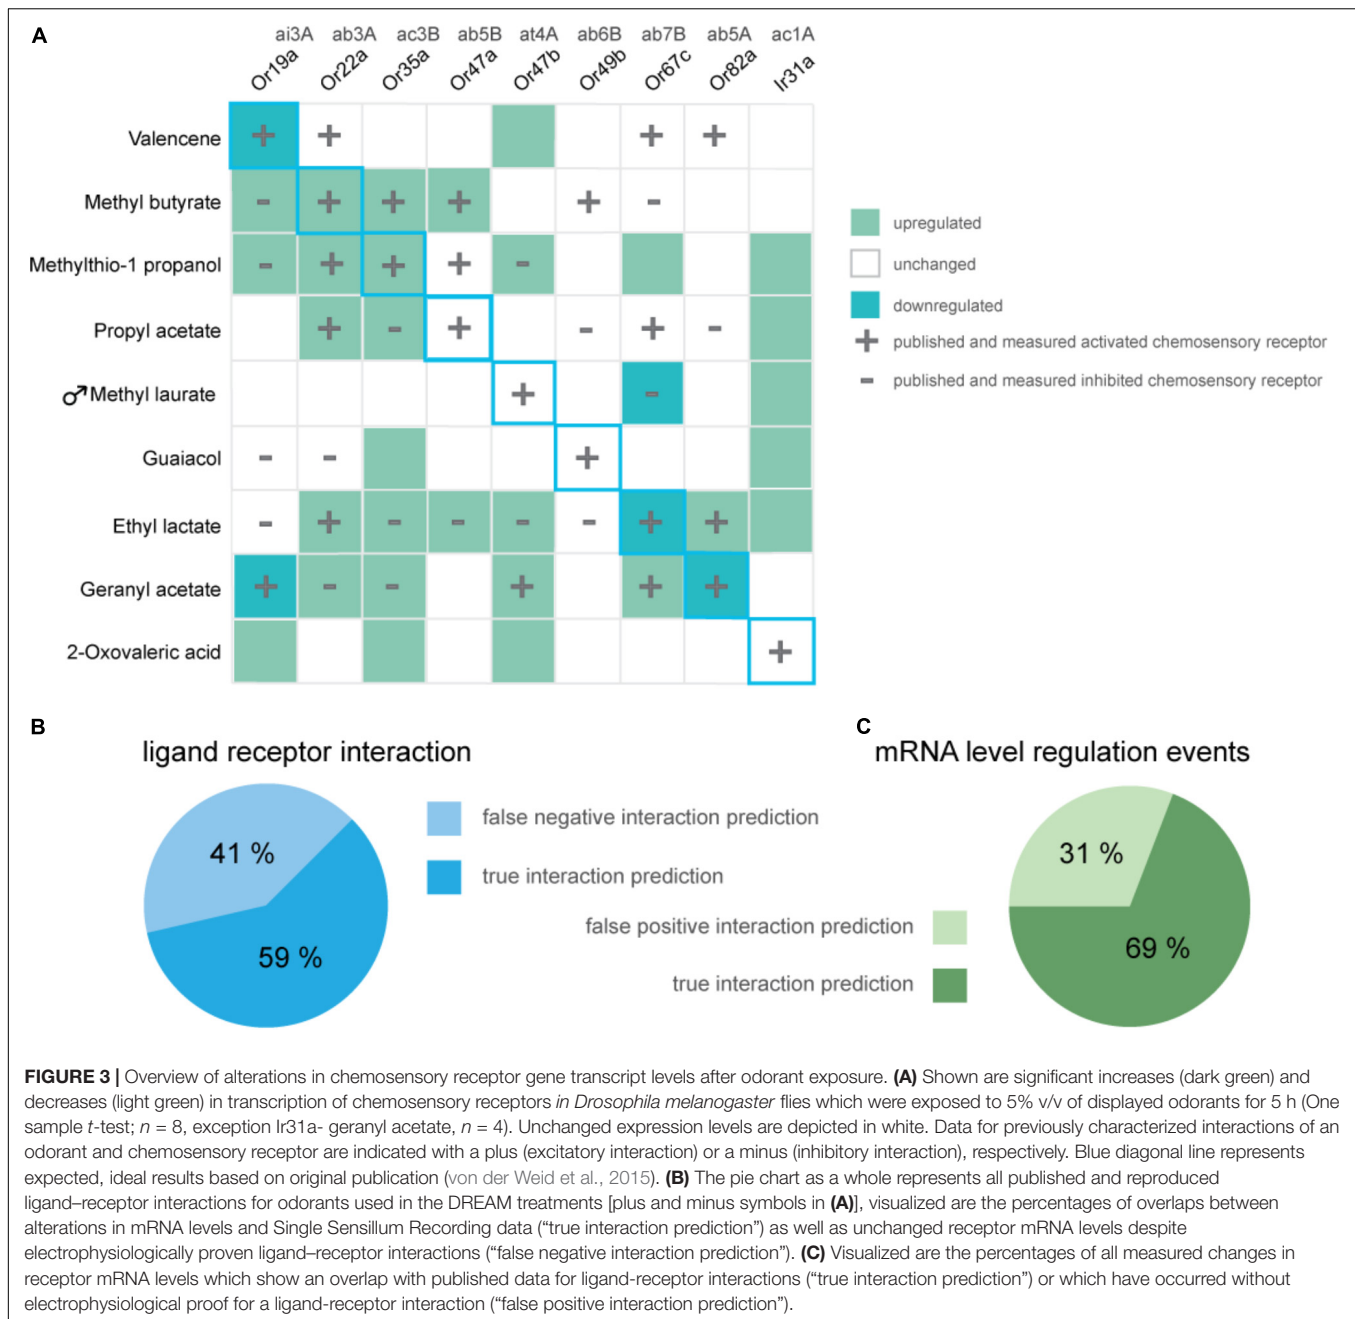 A
ai3A ab3A ac3B ab5B at4A ab6B ab7B ab5A ac1A
Or19a Or22a Or35a Or47a Or47b Or49b Or67c Or82a Ir31a
Valencene + + + +
Methyl butyrate - + + + + -
Methylthio-1 propanol - + + + -
Propyl acetate + - + - + -
♂ Methyl laurate + -
Guaiacol - - +
Ethyl lactate - + - - - - + +
Geranyl acetate + - - + + +
2-Oxovaleric acid +
upregulated
unchanged
downregulated
+ published and measured activated chemosensory receptor
- published and measured inhibited chemosensory receptor
B
ligand receptor interaction
41 %
59 %
false negative interaction prediction
true interaction prediction
C
mRNA level regulation events
31 %
69 %
false positive interaction prediction
true interaction prediction
FIGURE 3 | Overview of alterations in chemosensory receptor gene transcript levels after odorant exposure. (A) Shown are significant increases (dark green) and
decreases (light green) in transcription of chemosensory receptors in Drosophila melanogaster flies which were exposed to 5% v/v of displayed odorants for 5 h (One
sample t-test; n = 8, exception Ir31a- geranyl acetate, n = 4). Unchanged expression levels are depicted in white. Data for previously characterized interactions of an
odorant and chemosensory receptor are indicated with a plus (excitatory interaction) or a minus (inhibitory interaction), respectively. Blue diagonal line represents
expected, ideal results based on original publication (von der Weid et al., 2015). (B) The pie chart as a whole represents all published and reproduced
ligand–receptor interactions for odorants used in the DREAM treatments [plus and minus symbols in (A)], visualized are the percentages of overlaps between
alterations in mRNA levels and Single Sensillum Recording data (“true interaction prediction”) as well as unchanged receptor mRNA levels despite
electrophysiologically proven ligand–receptor interactions (“false negative interaction prediction”). (C) Visualized are the percentages of all measured changes in
receptor mRNA levels which show an overlap with published data for ligand-receptor interactions (“true interaction prediction”) or which have occurred without
electrophysiological proof for a ligand-receptor interaction (“false positive interaction prediction”).